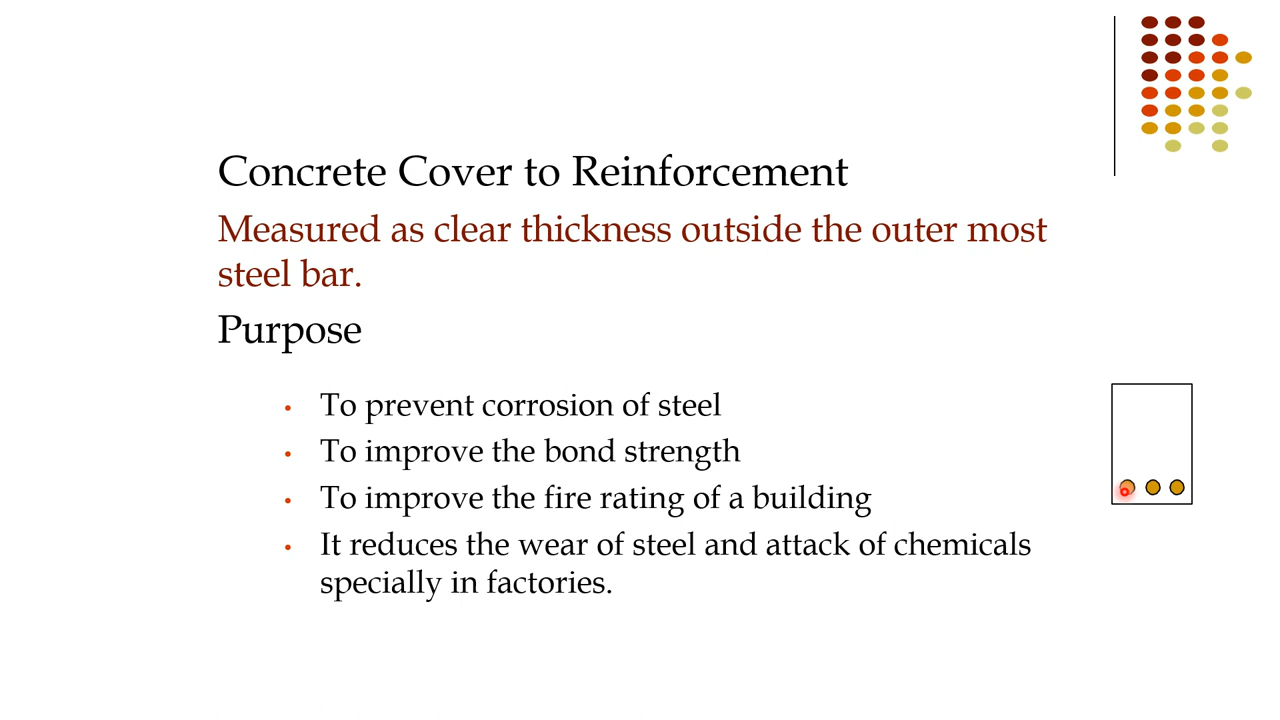 Concrete Cover to Reinforcement
Measured as clear thickness outside the outer most
steel bar.
Purpose
• To prevent corrosion of steel
• To improve the bond strength
• To improve the fire rating of a building
• It reduces the wear of steel and attack of chemicals
specially in factories.